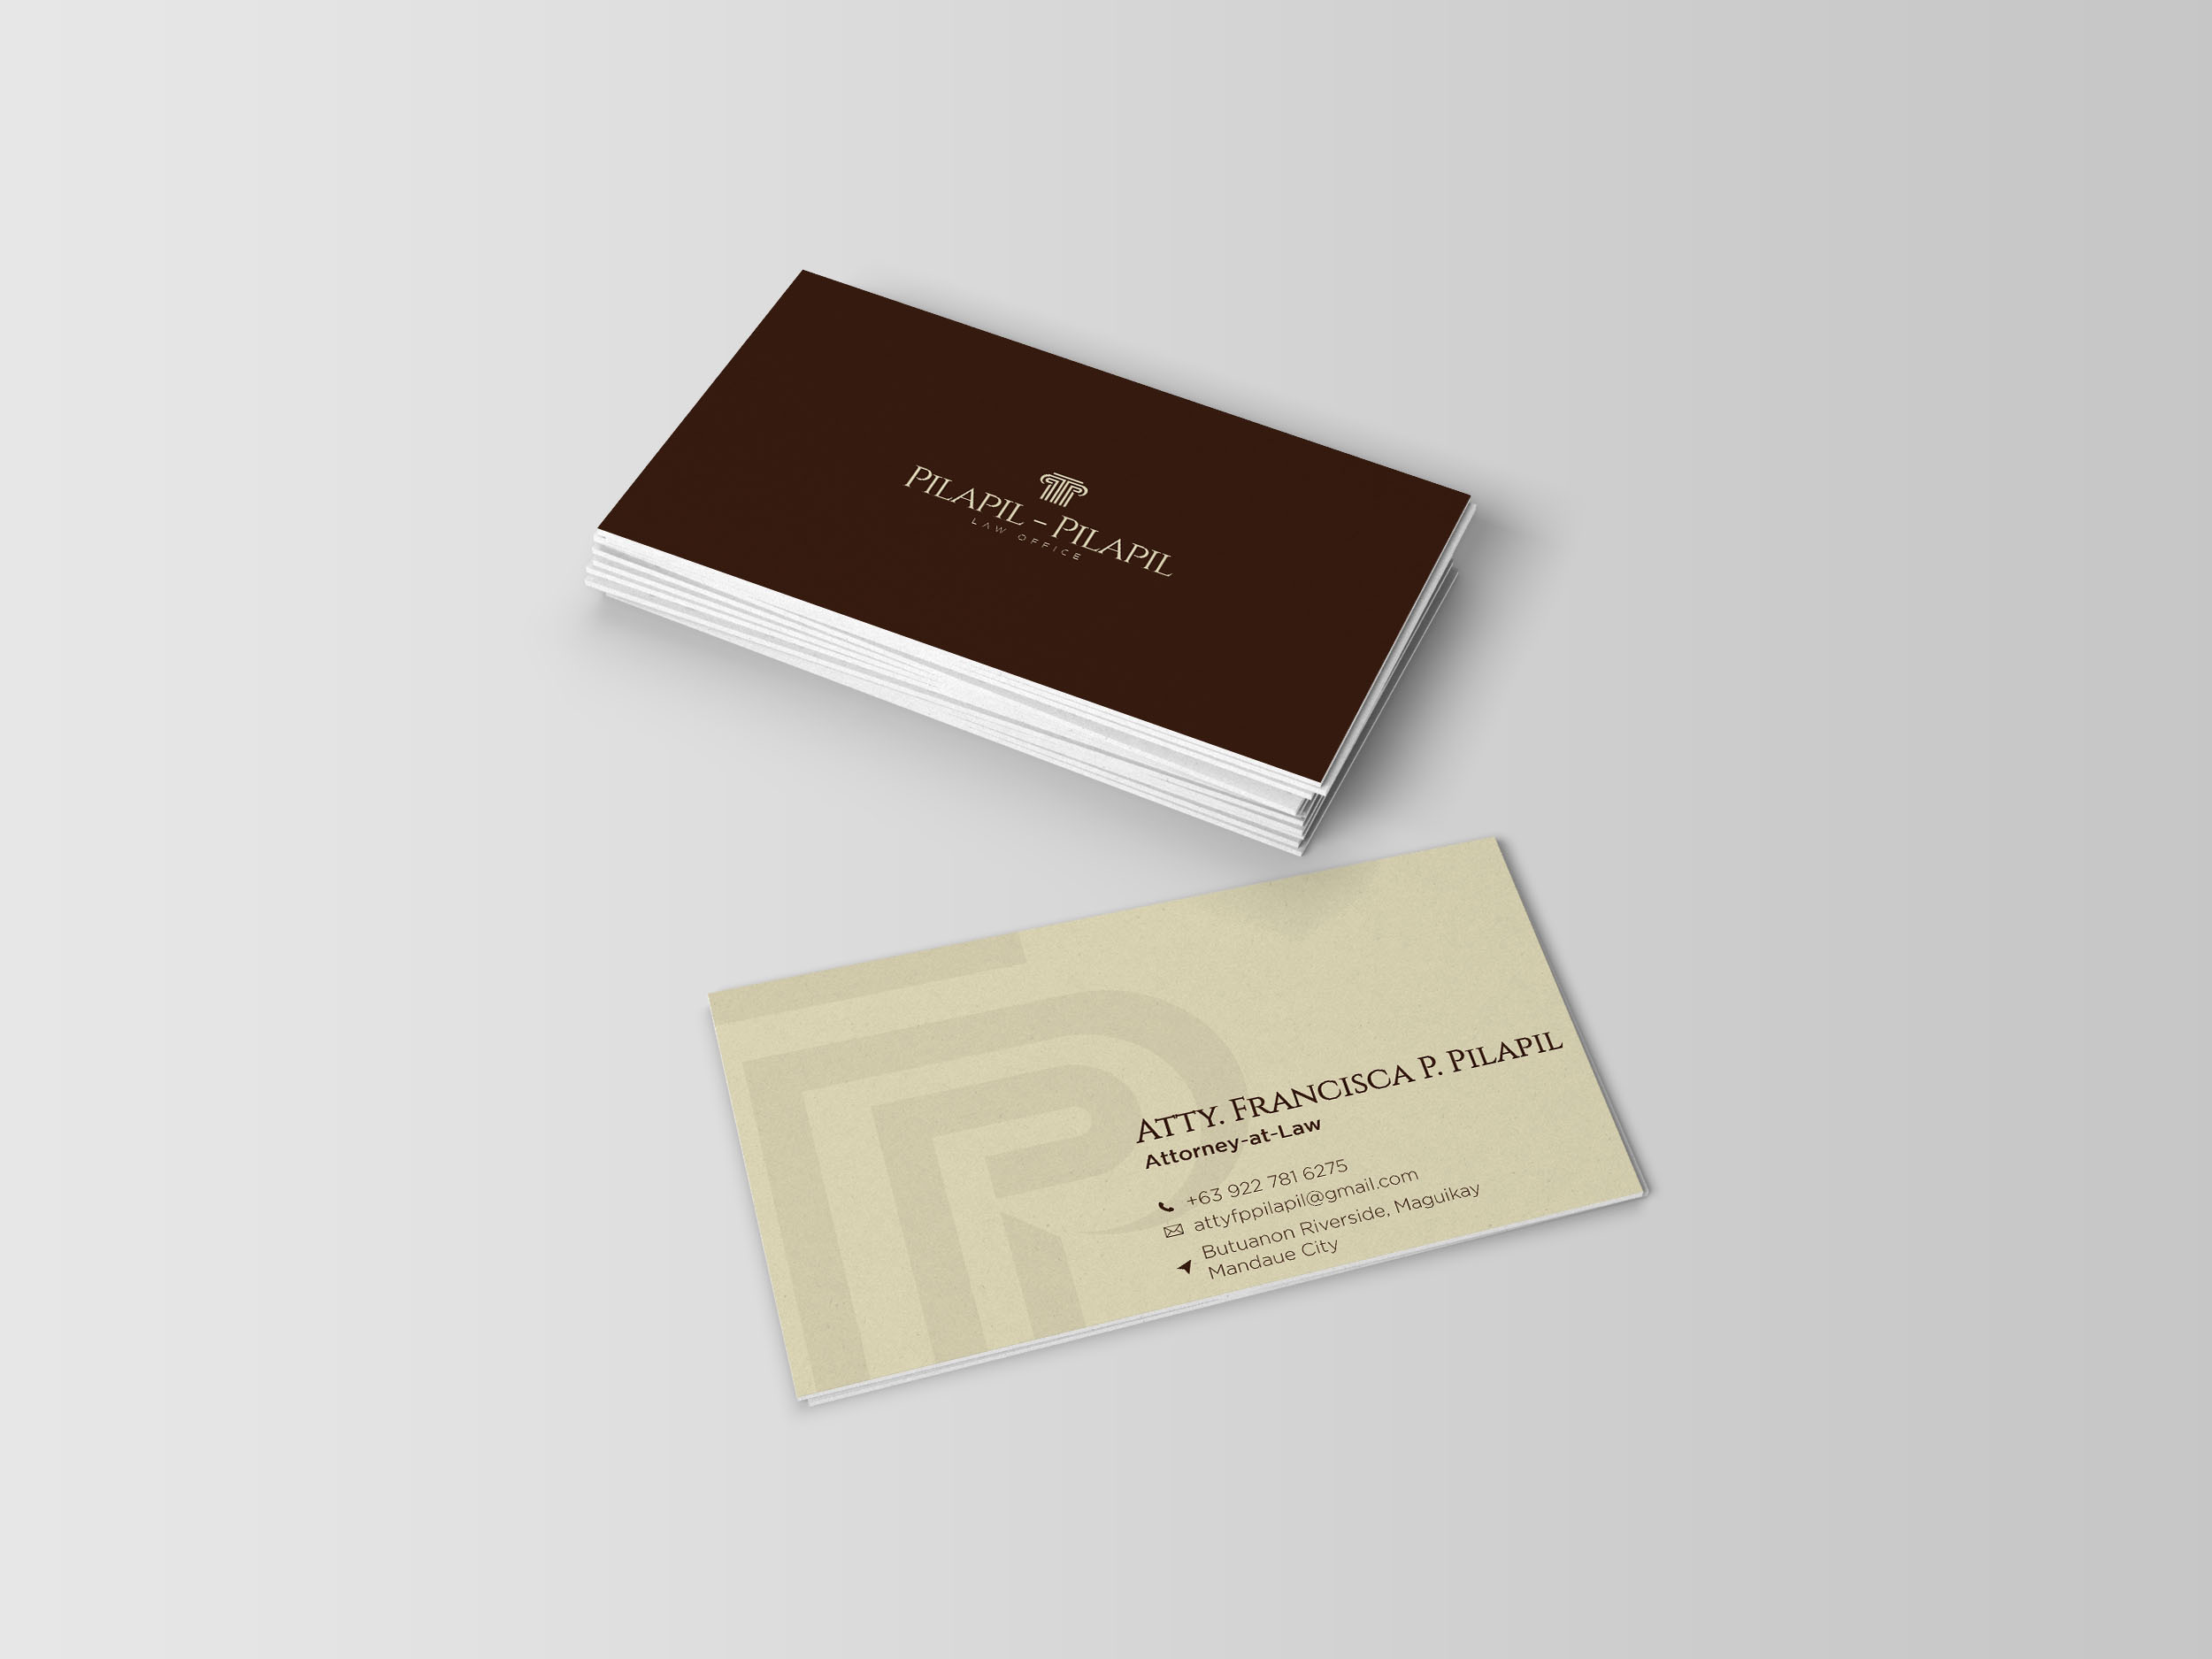 PILAPIL – PILAPIL
LAW OFFICE
ATTY. FRANCISCA P. PILAPIL
Attorney-at-Law
+63 922 781 6275
attyfppilapil@gmail.com
Butuanon Riverside, Maguikay
Mandaue City